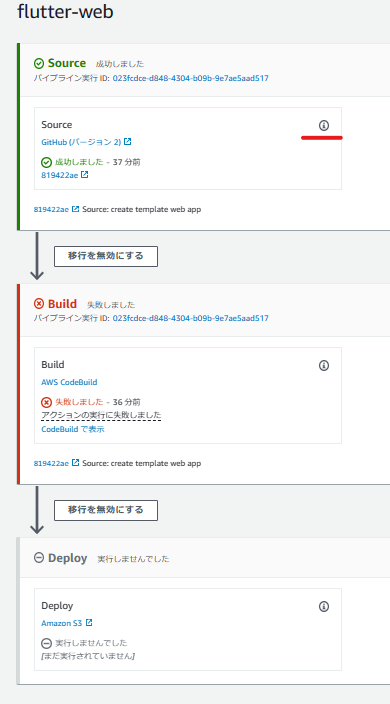 flutter-web
Source 成功しました
パイプライン実行 ID: 023fcdce-d848-4304-b09b-9e7ae5aad517
Source
GitHub (バージョン 2)
成功しました - 37 分前
819422ae
819422ae Source: create template web app
移行を無効にする
Build 失敗しました
パイプライン実行 ID: 023fcdce-d848-4304-b09b-9e7ae5aad517
Build
AWS CodeBuild
失敗しました - 36 分前
アクションの実行に失敗しました
CodeBuild で表示
819422ae Source: create template web app
移行を無効にする
Deploy 実行しませんでした
Deploy
Amazon S3
実行しませんでした
[まだ実行されていません]